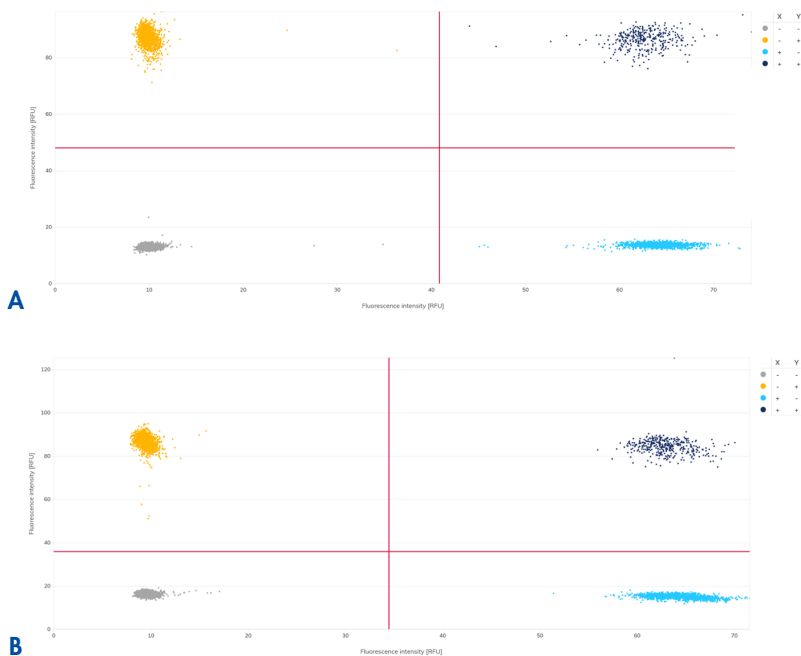 X Y
- -
- +
+ -
+ +
80
60
40
20
0
Fluorescence intensity [RFU]
0 10 20 30 40 50 60 70
Fluorescence intensity [RFU]
A
X Y
- -
- +
+ -
+ +
120
100
80
60
40
20
0
Fluorescence intensity [RFU]
0 10 20 30 40 50 60 70
Fluorescence intensity [RFU]
B